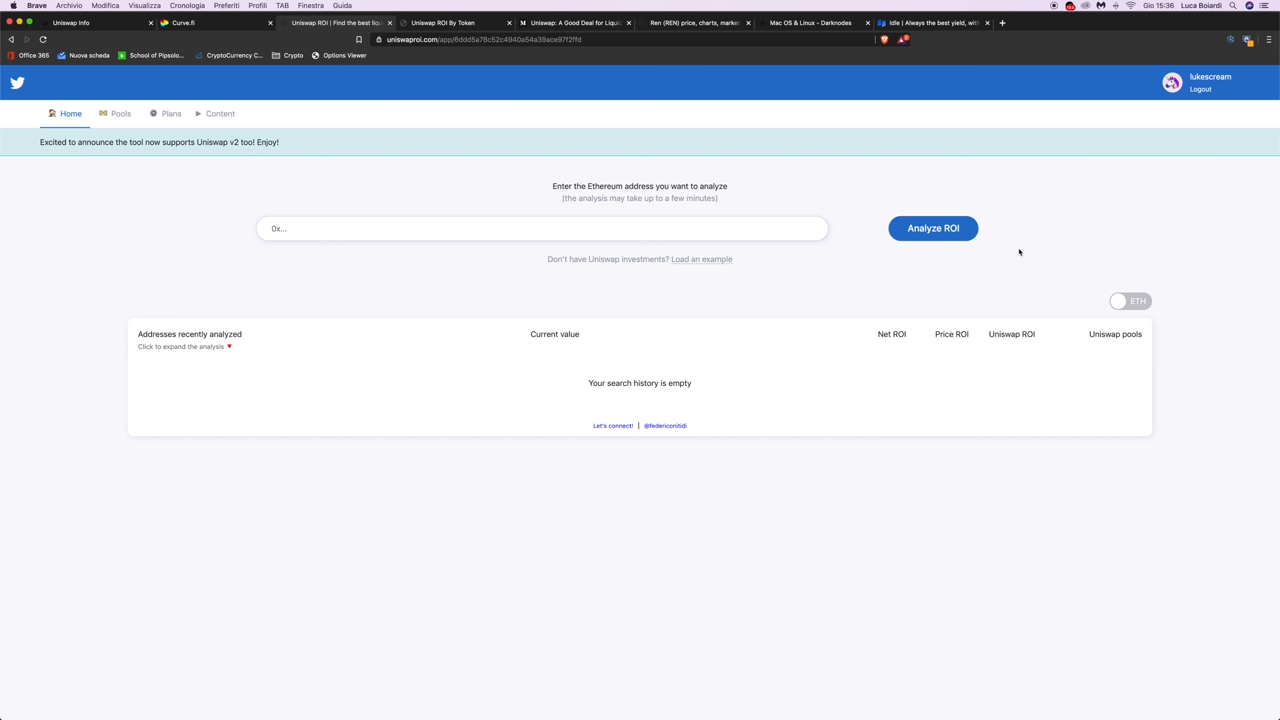 Brave Archivio Modifica Visualizza Cronologia Preferiti Profili TAB Finestra Guida Gio 15:36 Luca Boiardi
Uniswap Info Curve.fi Uniswap ROI | Find the best liqu Uniswap ROI By Token Uniswap: A Good Deal for Liquid Ren (REN) price, charts, market Mac OS & Linux - Darknodes Idle | Always the best yield, with
uniswaproi.com/app/6ddd5a78c52c4940a54a39ace97f2ffd
Office 365 Nuova scheda School of Pipsolo... CryptoCurrency C... Crypto Options Viewer
lukescream
Logout
Home Pools Plans Content
Excited to announce the tool now supports Uniswap v2 too! Enjoy!
Enter the Ethereum address you want to analyze
(the analysis may take up to a few minutes)
0x... Analyze ROI
Don't have Uniswap investments? Load an example
ETH
Addresses recently analyzed Current value Net ROI Price ROI Uniswap ROI Uniswap pools
Click to expand the analysis
Your search history is empty
Let's connect! | @federiconitidi